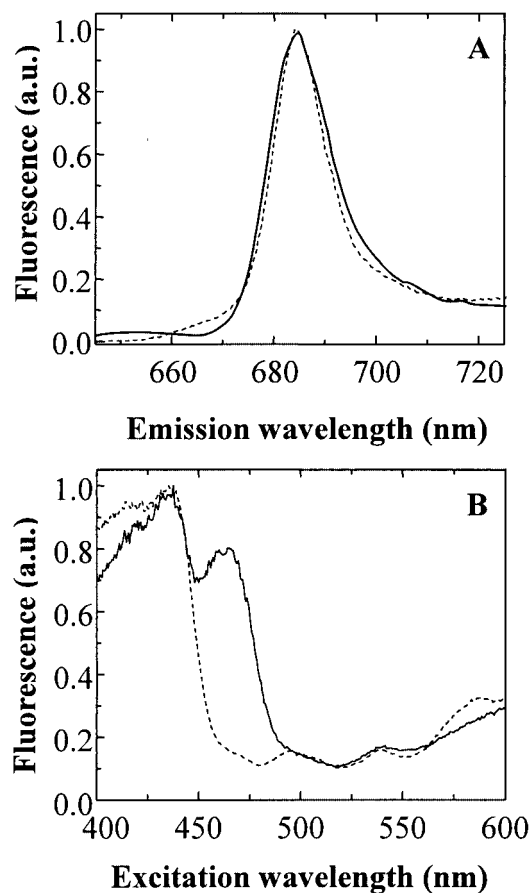 A
Fluorescence (a.u.)
1.0
0.8
0.6
0.4
0.2
0.0
660 680 700 720
Emission wavelength (nm)
B
Fluorescence (a.u.)
1.0
0.8
0.6
0.4
0.2
0.0
400 450 500 550 600
Excitation wavelength (nm)